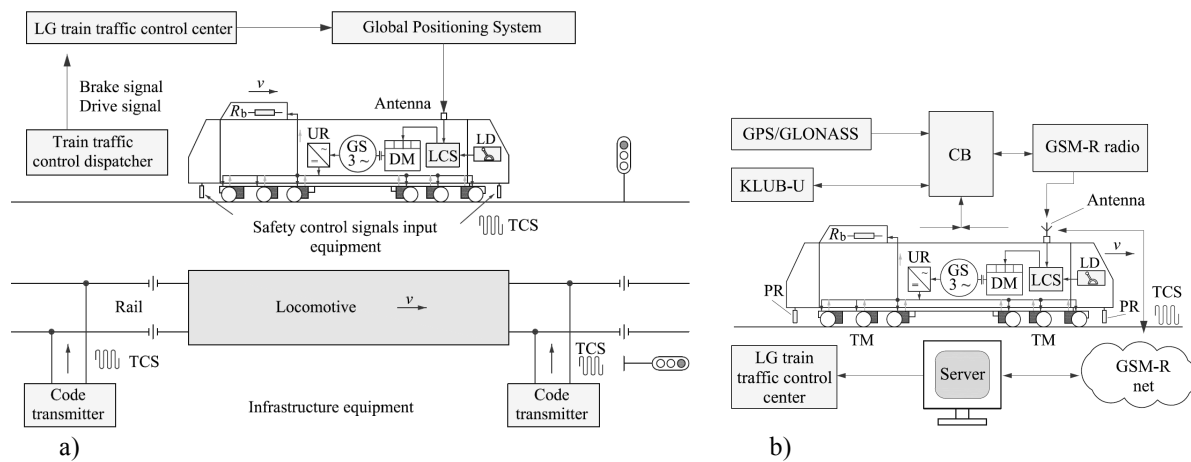 LG train traffic control center
Global Positioning System
Brake signal
Drive signal
v
Antenna
Train traffic
control dispatcher
Rb
UR
GS
3 ~
DM
LCS
LD
Safety control signals input
equipment
TCS
Rail
Locomotive
v
TCS
TCS
Code
transmitter
Infrastructure equipment
Code
transmitter
a)
GPS/GLONASS
CB
GSM-R radio
KLUB-U
Antenna
Rb
v
UR
GS
3 ~
DM
LCS
LD
PR
PR
TCS
TM
TM
LG train
traffic control
center
Server
GSM-R
net
b)